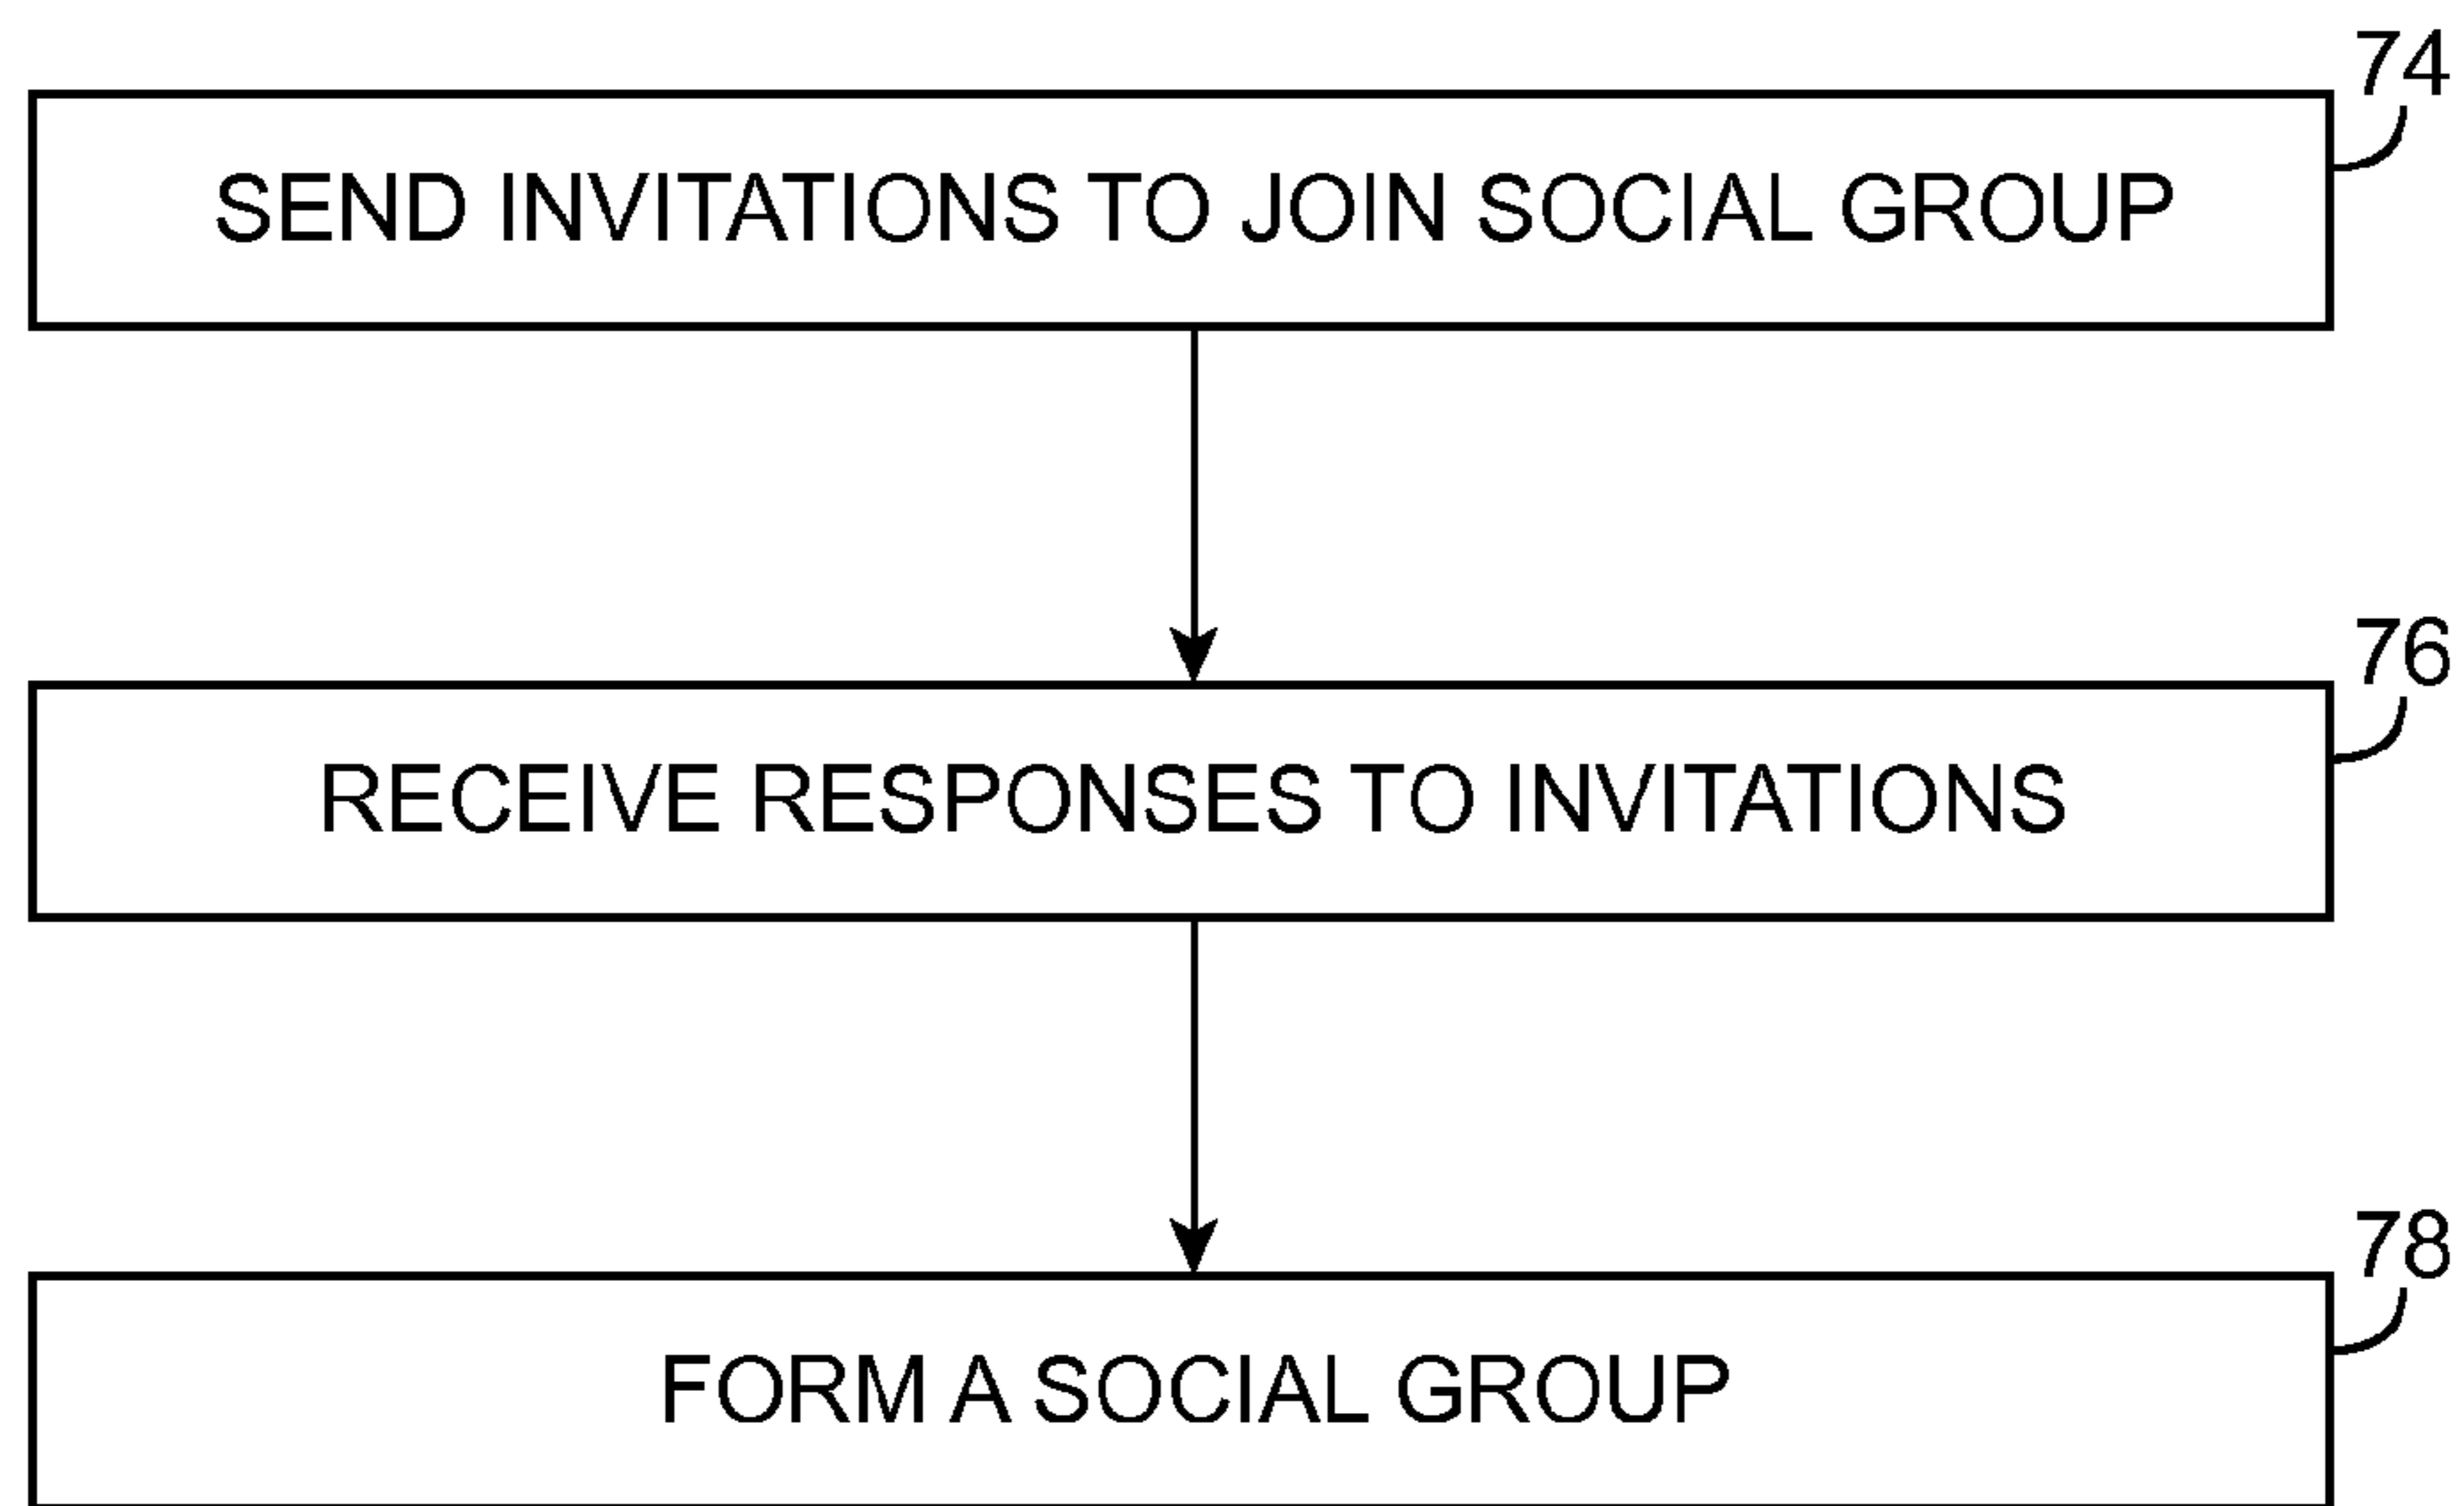 74
SEND INVITATIONS TO JOIN SOCIAL GROUP
76
RECEIVE RESPONSES TO INVITATIONS
78
FORM A SOCIAL GROUP